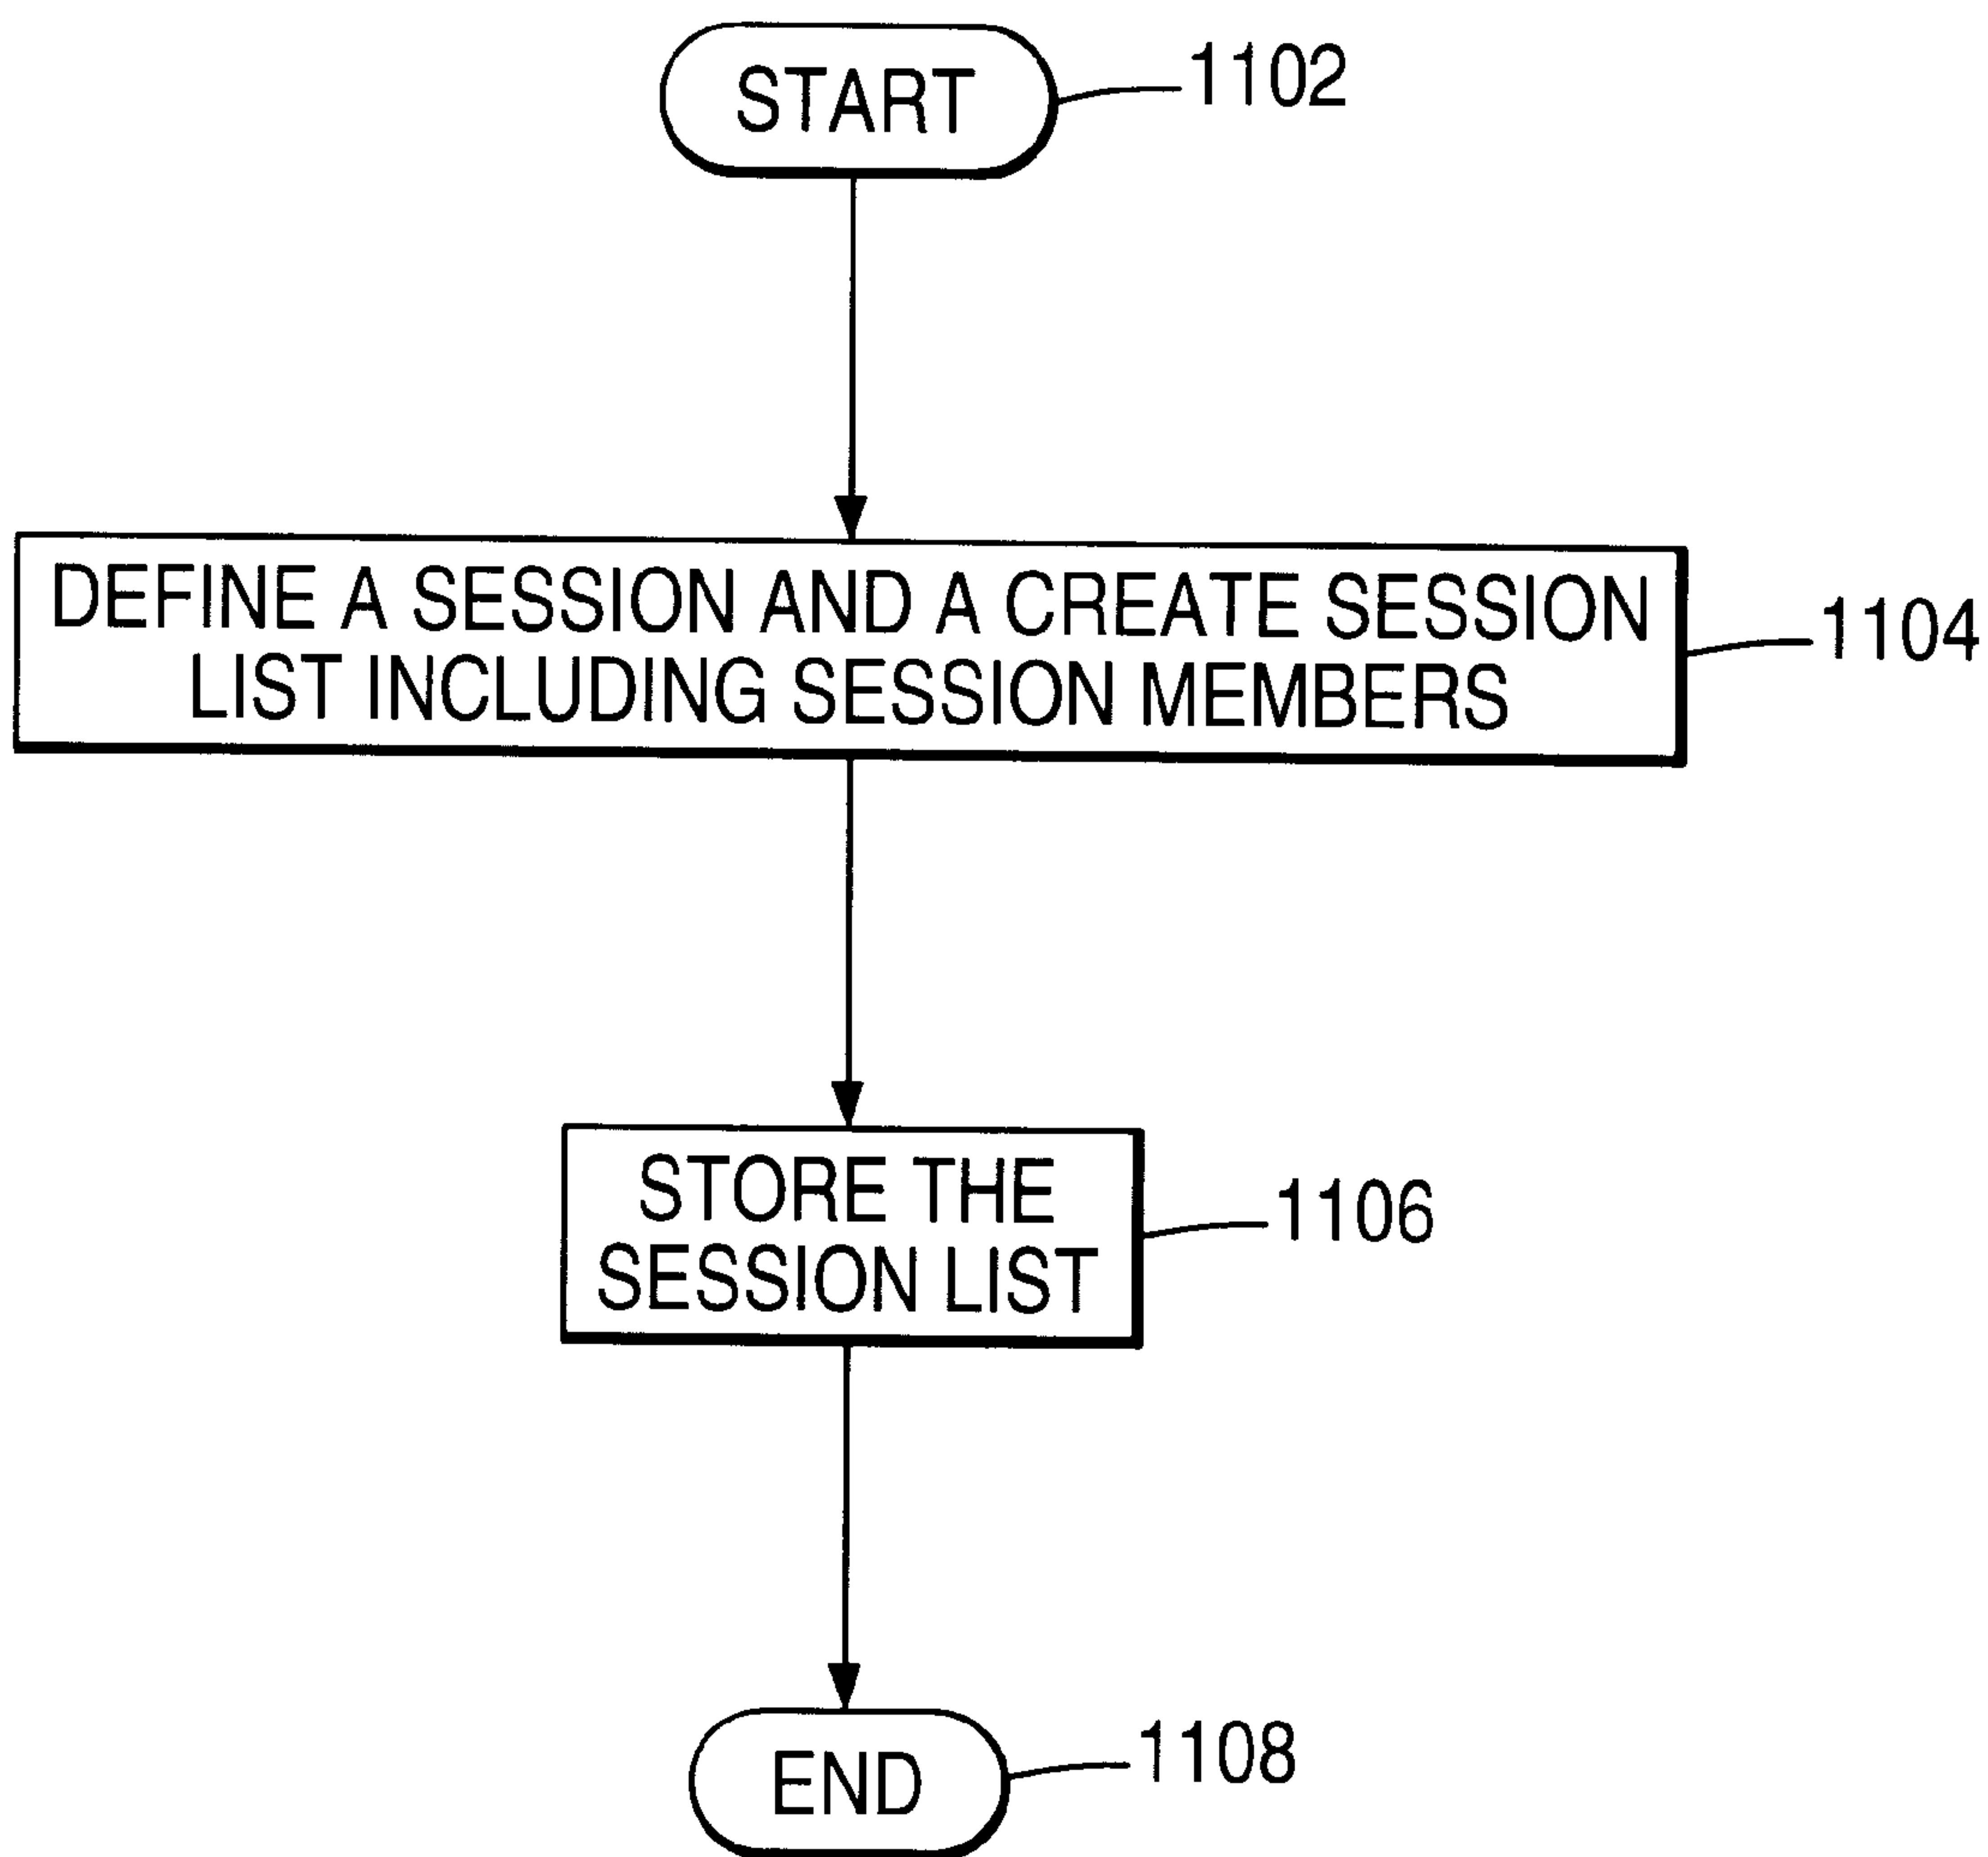 START
1102
DEFINE A SESSION AND A CREATE SESSION
LIST INCLUDING SESSION MEMBERS
1104
STORE THE
SESSION LIST
1106
END
1108